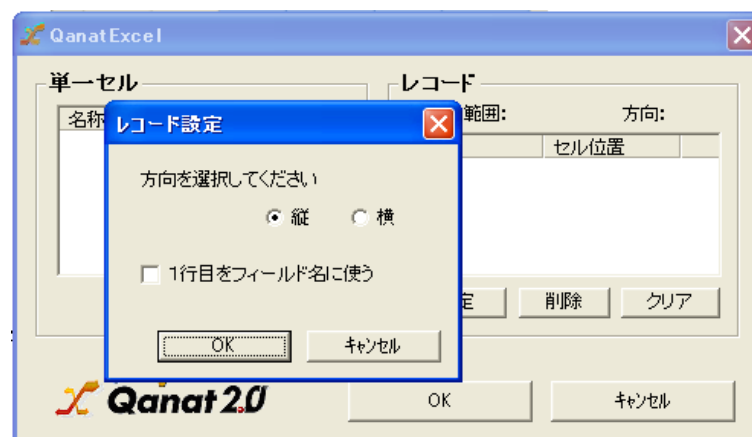 QanatExcel
単一セル
レコード
名称
範囲:
方向:
セル位置
レコード設定
方向を選択してください
縦
横
1行目をフィールド名に使う
OK
キャンセル
定
削除
クリア
Qanat 2.0
OK
キャンセル